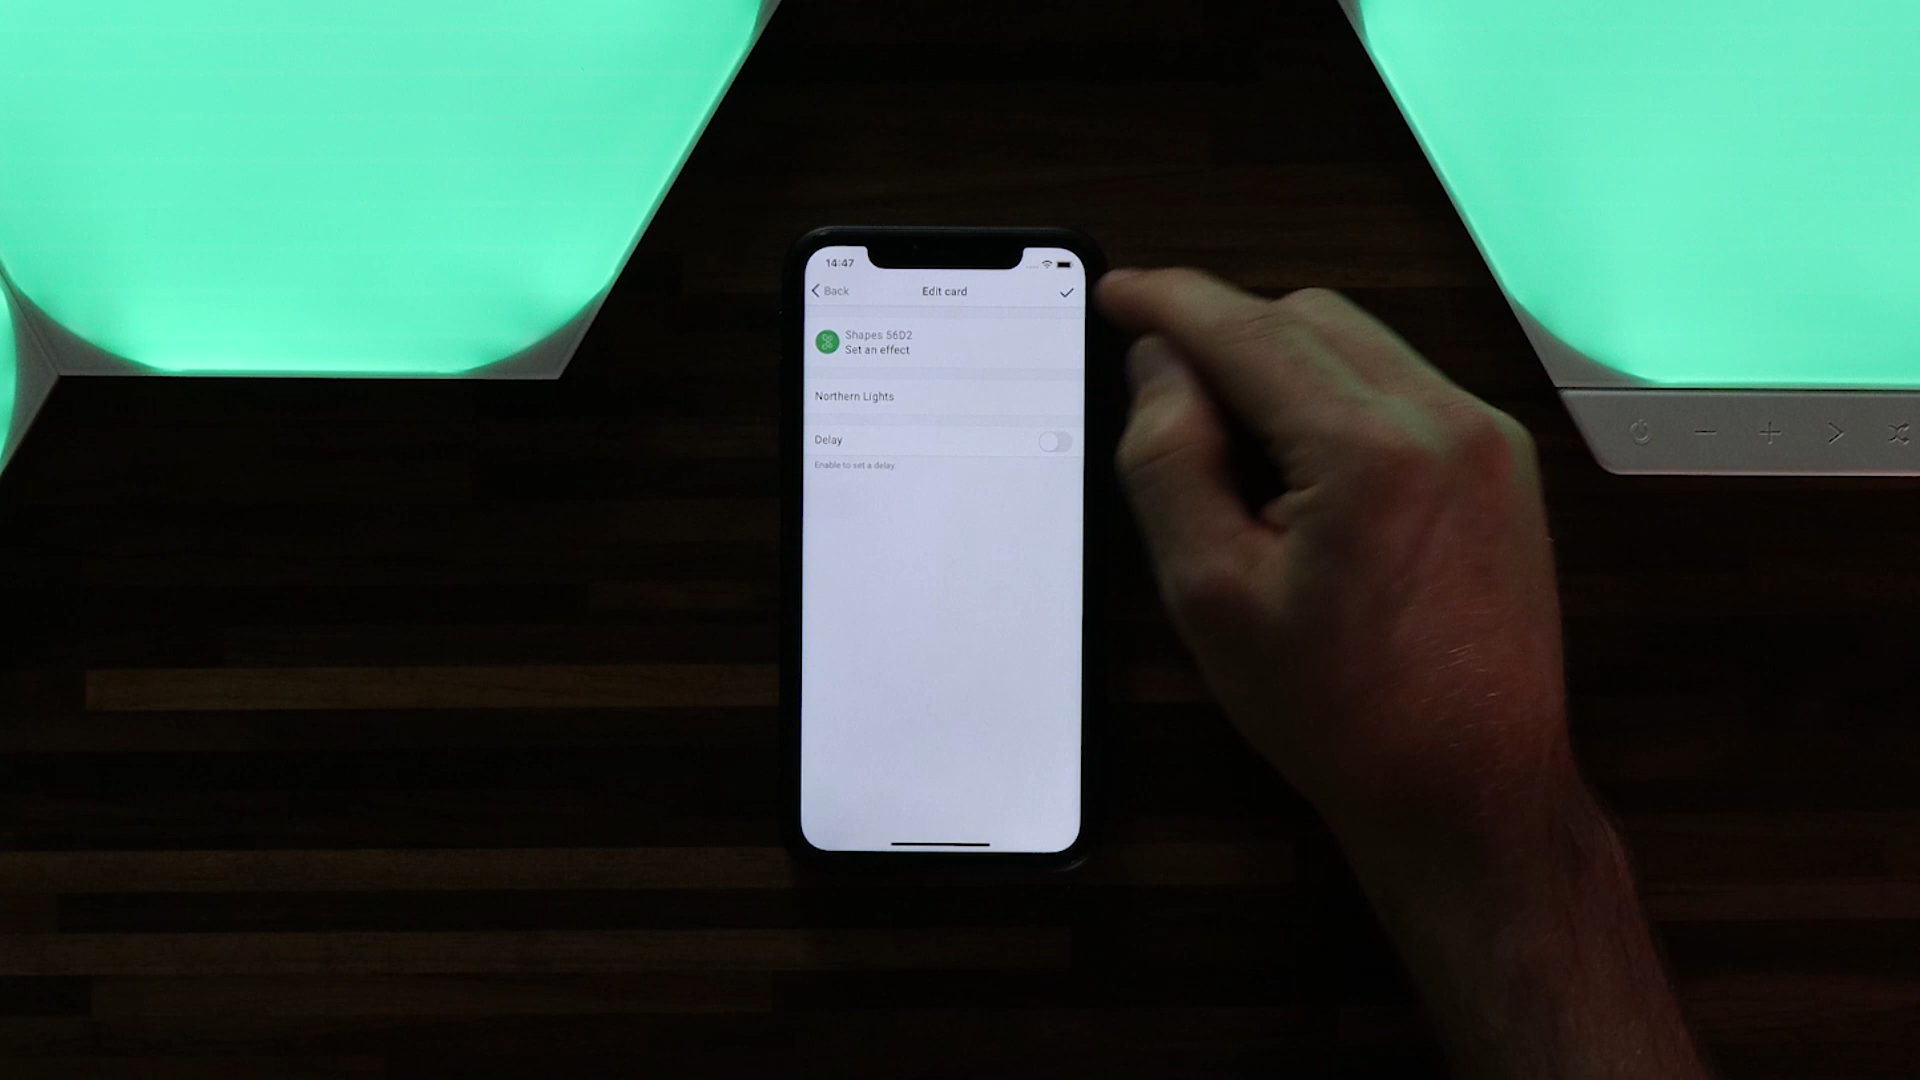 14:47
Back
Edit card
Shapes 56D2
Set an effect
Northern Lights
Delay
Enable to set a delay.